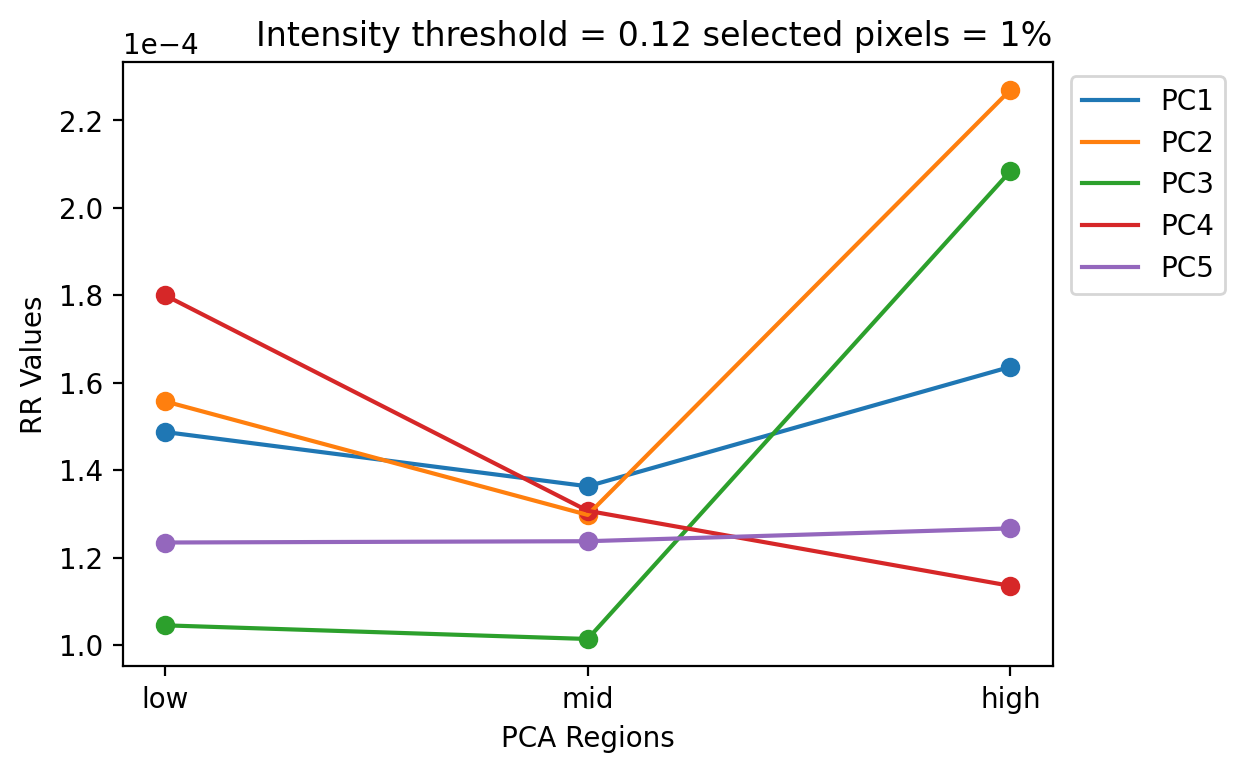 Intensity threshold = 0.12 selected pixels = 1%
1e−4
2.2
2.0
1.8
1.6
1.4
1.2
1.0
RR Values
low mid high
PCA Regions
PC1
PC2
PC3
PC4
PC5